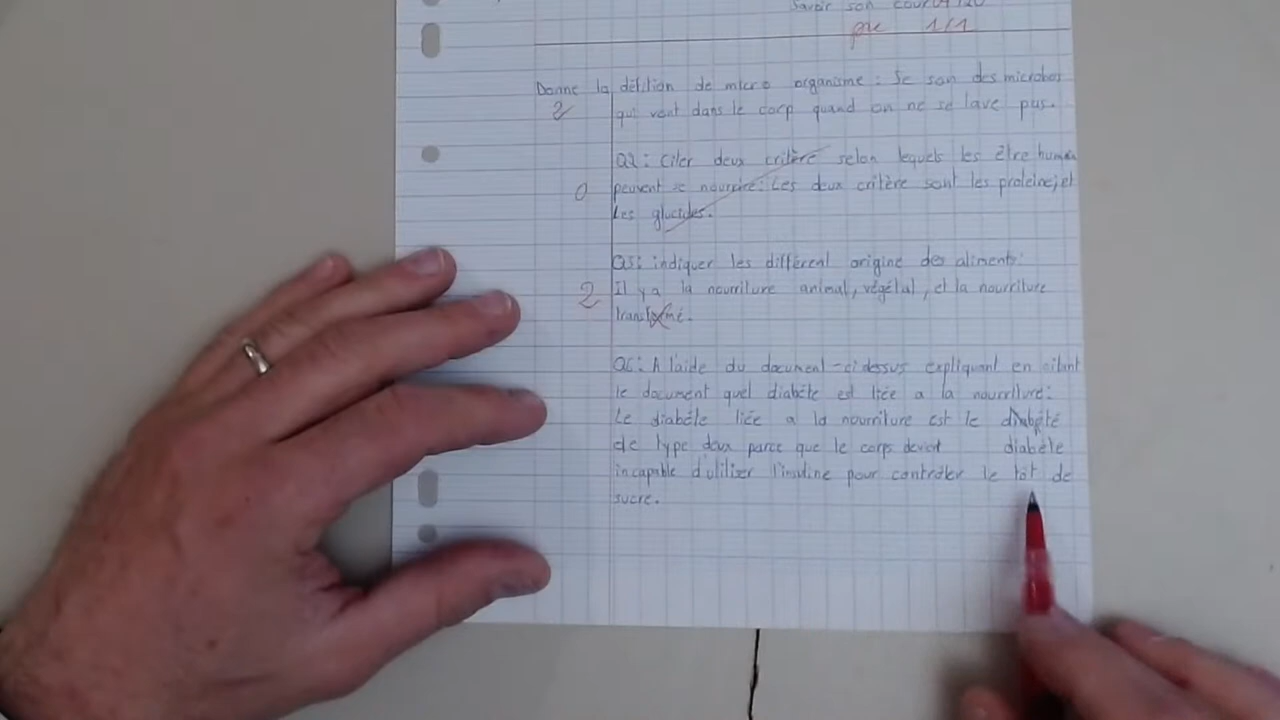 Savoir son cour
1/1
Donne la défition de micro organisme : Se son des microbes
2 qui vont dans le corp quand on ne se lave pas.
Q2 : Citer deux critère selon lequels les être humain
0 peuvent se nourrire : Les deux critère sont les proteine, et
Les glucides.
Q3 : indiquer les différent origine des aliments :
2 Il y a la nourriture animal, végétal, et la nourriture
transformé.
Q6 : A l'aide du document ci dessus expliquant en citant
le document quel diabète est liée a la nourriture :
Le diabète liée a la nourriture est le diabète
de type deux parce que le corps devient diabète
incapable d'utiliser l'insuline pour controler le tôt de
sucre.